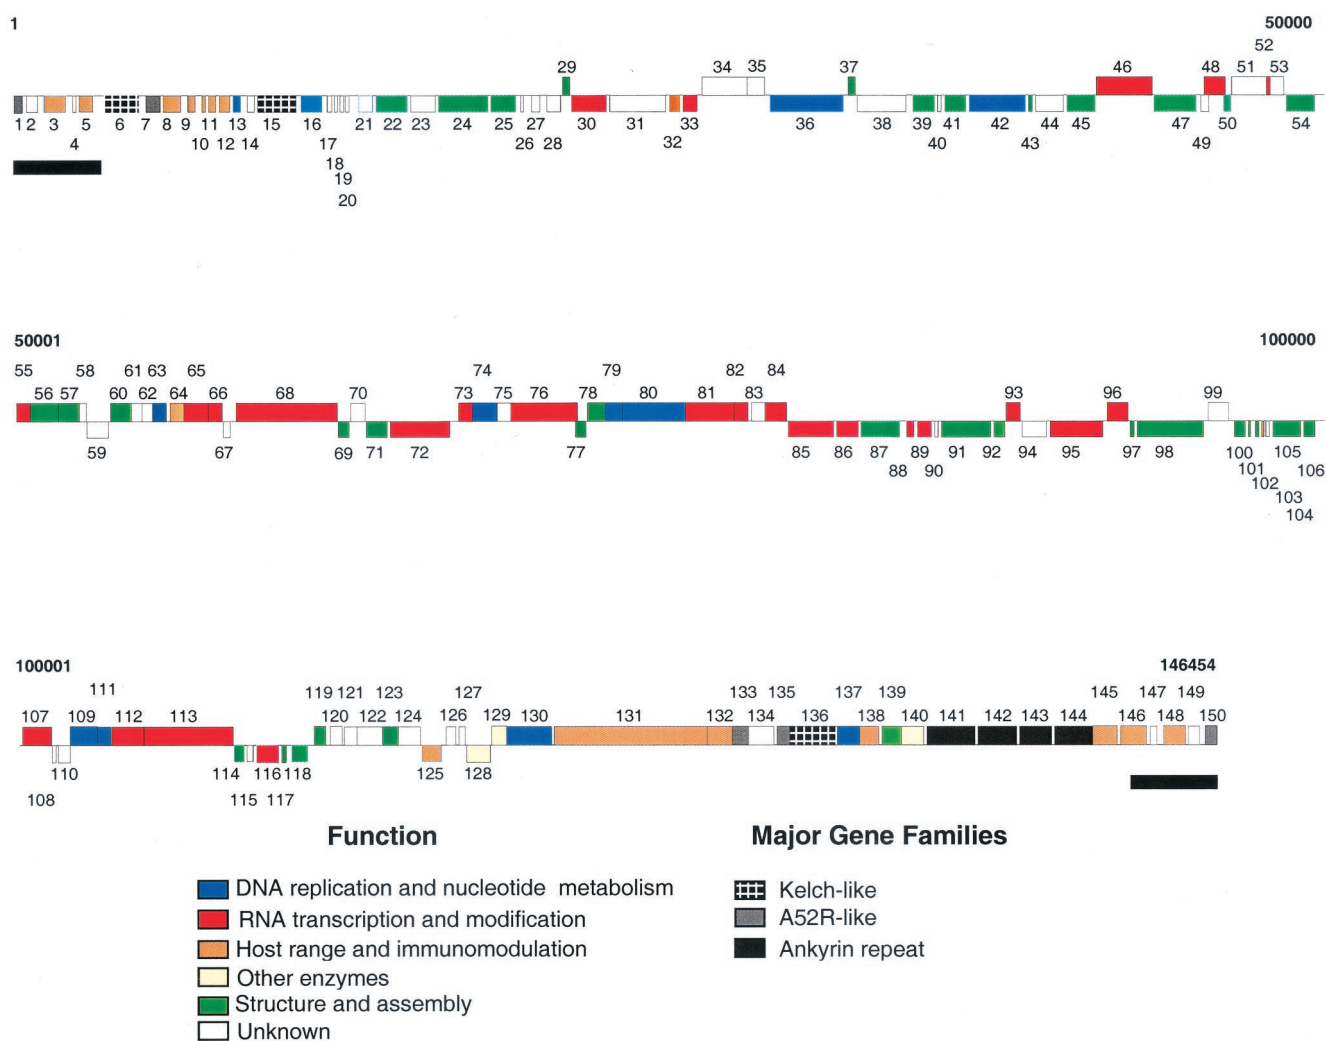 1 50000
52
29 34 35 37 46 48 51 53
1 2 3 5 6 7 8 9 11 13 15 16 21 22 23 24 25 27 30 31 33 36 38 39 41 42 44 45 47 50 54
4 10 12 14 17 26 28 32 40 43 49
18
19
20
50001 100000
55 58 61 63 65 68 70 74 79 82 84
56 57 60 62 64 66 68 70 73 75 76 78 80 81 83 93 96 99
59 67 69 71 72 77 85 86 87 89 91 92 94 95 97 98 100 105
88 90 101 106
102
103
104
100001 146454
111 119 121 123 127 133 135 137 139 145 147 149
107 109 112 113 120 122 124 126 129 130 131 132 134 136 138 140 141 142 143 144 146 148 150
110 114 116 118 125 128
108 115 117
Function Major Gene Families
DNA replication and nucleotide metabolism Kelch-like
RNA transcription and modification A52R-like
Host range and immunomodulation Ankyrin repeat
Other enzymes
Structure and assembly
Unknown